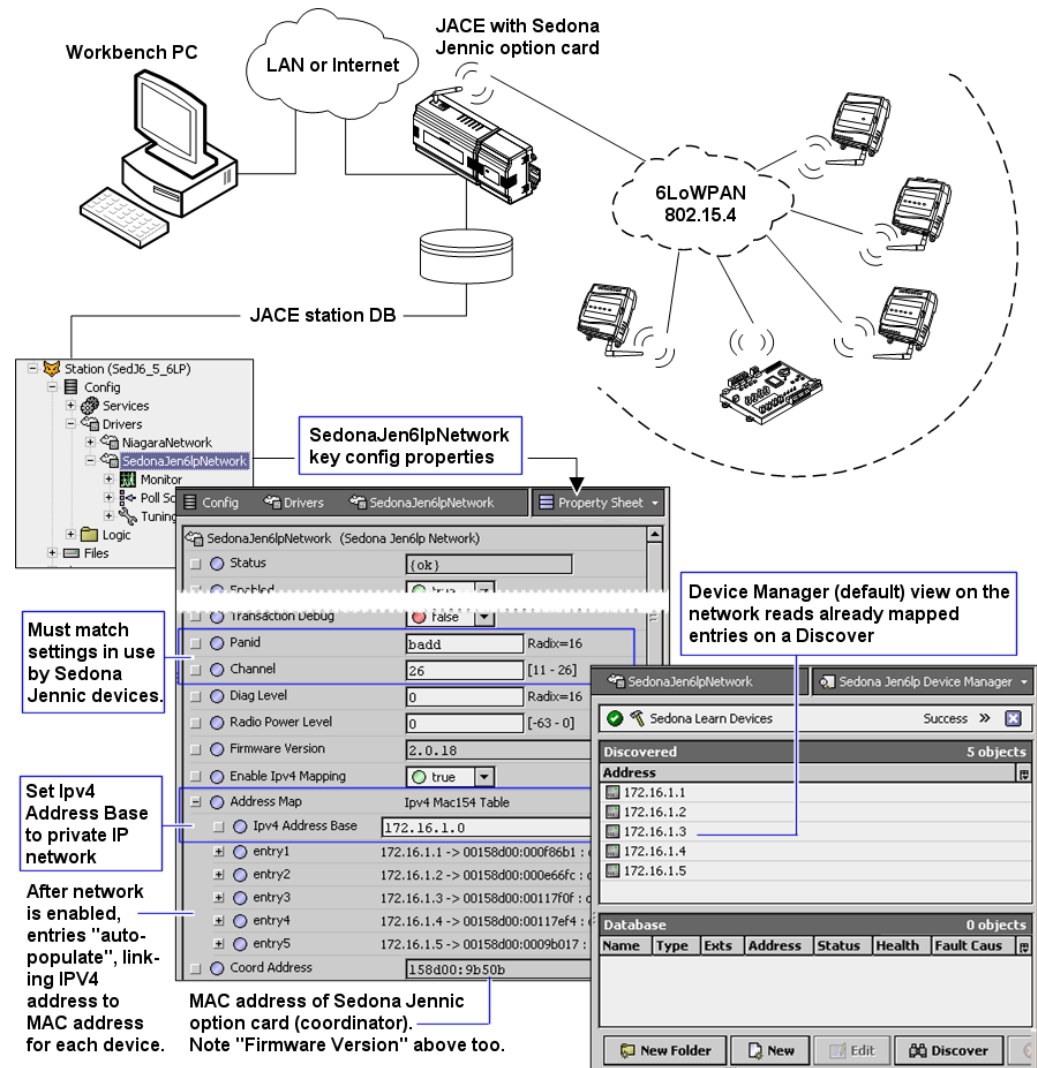 JACE with Sedona
Jennic option card
Workbench PC
LAN or Internet
6LoWPAN
802.15.4
JACE station DB
Station (SedJ6_5_6LP)
Config
Services
Drivers
NiagaraNetwork
SedonaJen6lpNetwork
Monitor
Poll Sc
Tuning
Logic
Files
SedonaJen6lpNetwork
key config properties
Config Drivers SedonaJen6lpNetwork Property Sheet
SedonaJen6lpNetwork (Sedona Jen6lp Network)
Status {ok}
Enabled true
Transaction Debug false
Panid badd Radix=16
Channel 26 [11 - 26]
Diag Level 0 Radix=16
Radio Power Level 0 [-63 - 0]
Firmware Version 2.0.18
Enable Ipv4 Mapping true
Address Map Ipv4 Mac154 Table
Ipv4 Address Base 172.16.1.0
entry1 172.16.1.1 -> 00158d00:000f86b1 :
entry2 172.16.1.2 -> 00158d00:000e66fc :
entry3 172.16.1.3 -> 00158d00:00117f0f :
entry4 172.16.1.4 -> 00158d00:00117ef4 :
entry5 172.16.1.5 -> 00158d00:0009b017 :
Coord Address 158d00:9b50b
Must match
settings in use
by Sedona
Jennic devices.
Set Ipv4
Address Base
to private IP
network
After network
is enabled,
entries "auto-
populate", link-
ing IPV4
address to
MAC address
for each device.
MAC address of Sedona Jennic
option card (coordinator).
Note "Firmware Version" above too.
Device Manager (default) view on the
network reads already mapped
entries on a Discover
SedonaJen6lpNetwork Sedona Jen6lp Device Manager
Sedona Learn Devices Success »
Discovered 5 objects
Address
172.16.1.1
172.16.1.2
172.16.1.3
172.16.1.4
172.16.1.5
Database 0 objects
Name Type Exts Address Status Health Fault Caus
New Folder New Edit Discover